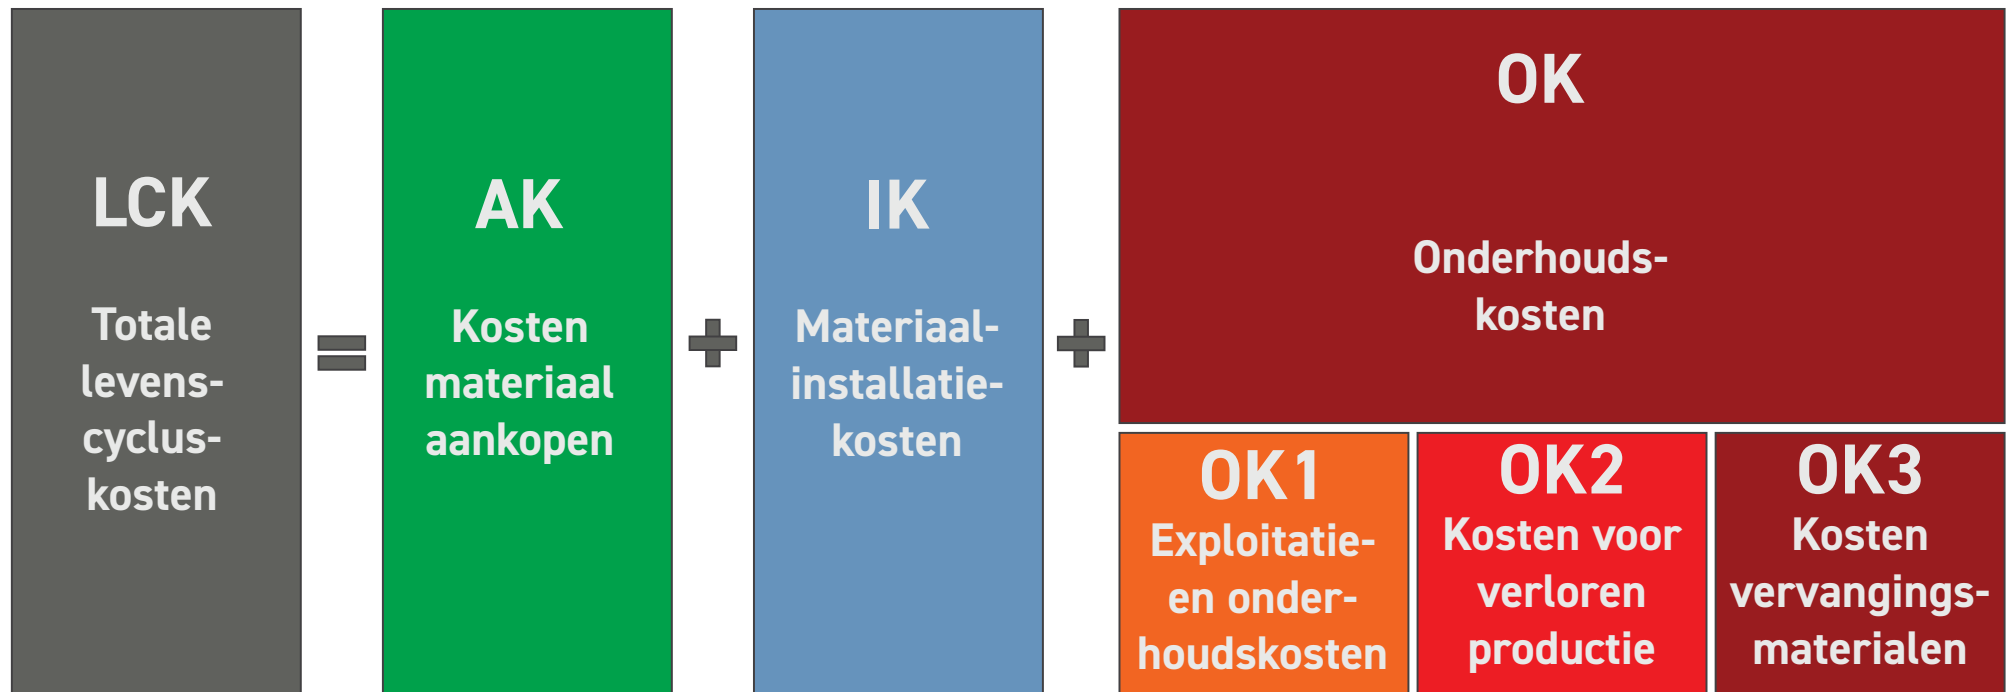 LCK
Totale
levens-
cyclus-
kosten
=
AK
Kosten
materiaal
aankopen
+
IK
Materiaal-
installatie-
kosten
+
OK
Onderhouds-
kosten
OK1
Exploitatie-
en onder-
houdskosten
OK2
Kosten voor
verloren
productie
OK3
Kosten
vervangings-
materialen